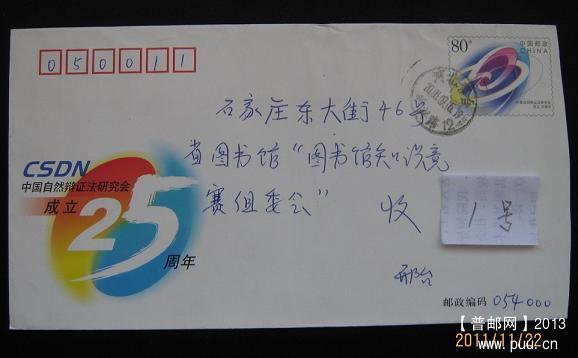 050011
80分
中国邮政
CHINA
石家庄东大街46号
省图书馆“图书馆知识竞
赛组委会”
收
1号
CSDN
中国自然辩证法研究会
成立
25
周年
邢台
邮政编码 054000
【普邮网】2013
www.puu.cn
2011/11/22